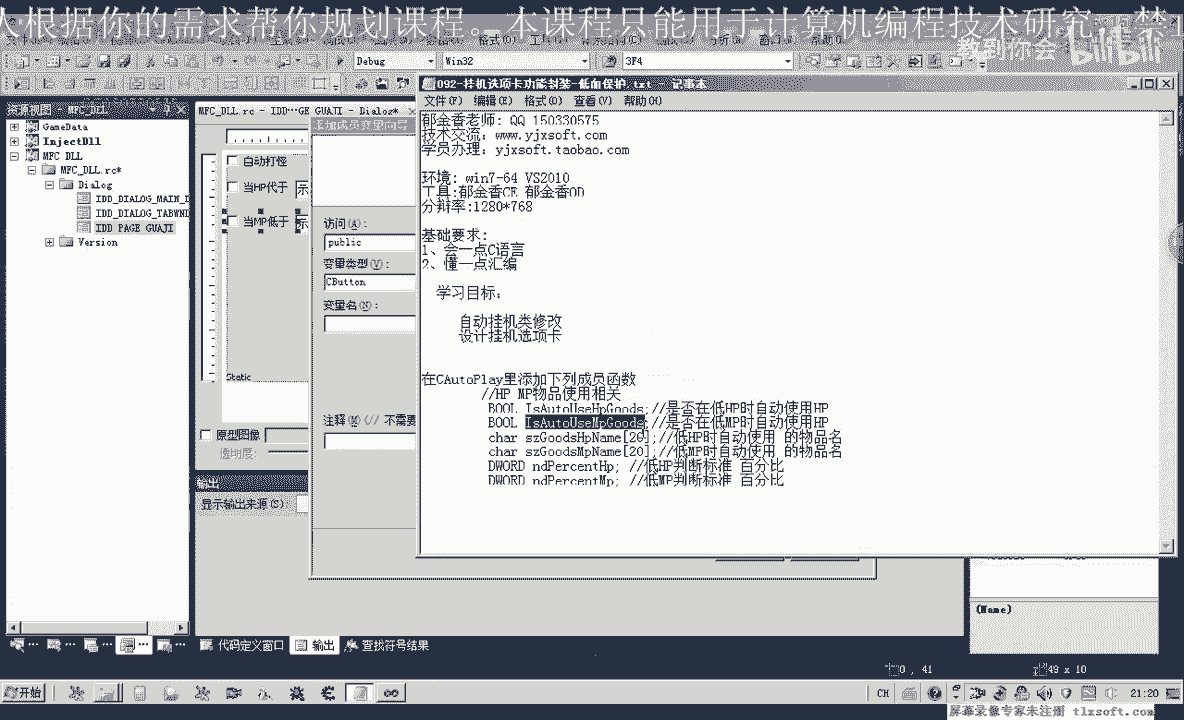 人根据你的需求帮你规划课程。本课程只能用于计算机编程技术研究
教到你会 bilibili
Debug
Win32
3F4
资源视图 - MFC_DLL
GameData
InjectDll
MFC_DLL
MFC_DLL.rc*
Dialog
IDD_DIALOG_MAIN_D
IDD_DIALOG_TABWND
IDD_PAGE_GUAJI
Version
MFC_DLL.rc - IDD···GE_GUAJI - Dialog*
自动打怪
当HP代于
当MP低于
Static
原型图像
透明度:
添加成员变量向导
访问(A):
public
变量类型(V):
CButton
变量名(N):
注释(M)(// 不需要
092-挂机选项卡功能封装-低血保护.txt - 记事本
文件(F) 编辑(E) 格式(O) 查看(V) 帮助(H)
郁金香老师: QQ 150330575
技术交流: www.yjxsoft.com
学员办理: yjxsoft.taobao.com
环境: win7-64 VS2010
工具:郁金香CE 郁金香OD
分辩率:1280*768
基础要求:
1、会一点C语言
2、懂一点汇编
学习目标:
自动挂机类修改
设计挂机选项卡
在CAutoPlay里添加下列成员函数
//HP MP物品使用相关
BOOL IsAutoUseHpGoods;//是否在低HP时自动使用HP
BOOL IsAutoUseMpGoods;//是否在低MP时自动使用HP
char szGoodsHpName[20];//低HP时自动使用 的物品名
char szGoodsMpName[20];//低MP时自动使用 的物品名
DWORD ndPercentHp; //低HP判断标准 百分比
DWORD ndPercentMp; //低MP判断标准 百分比
输出
显示输出来源(S):
(Name)
代码定义窗口 输出 查找符号结果
0 , 41
49 x 10
开始
CH
21:20
屏幕录像专家未注册 tlxsoft.com